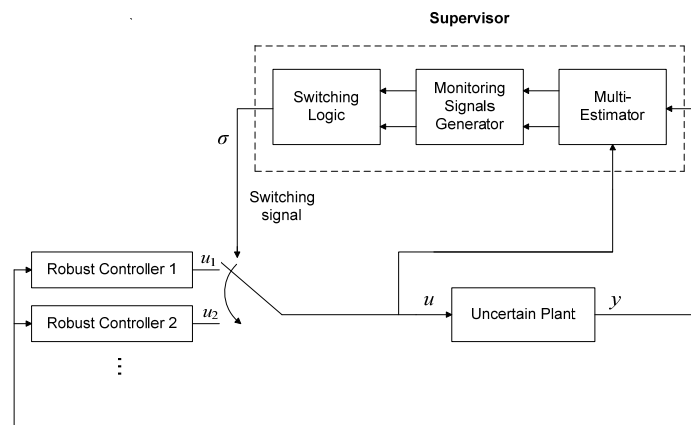 Supervisor
Switching
Logic
Monitoring
Signals
Generator
Multi-
Estimator
σ
Switching
signal
Robust Controller 1
u1
Robust Controller 2
u2
u
Uncertain Plant
y